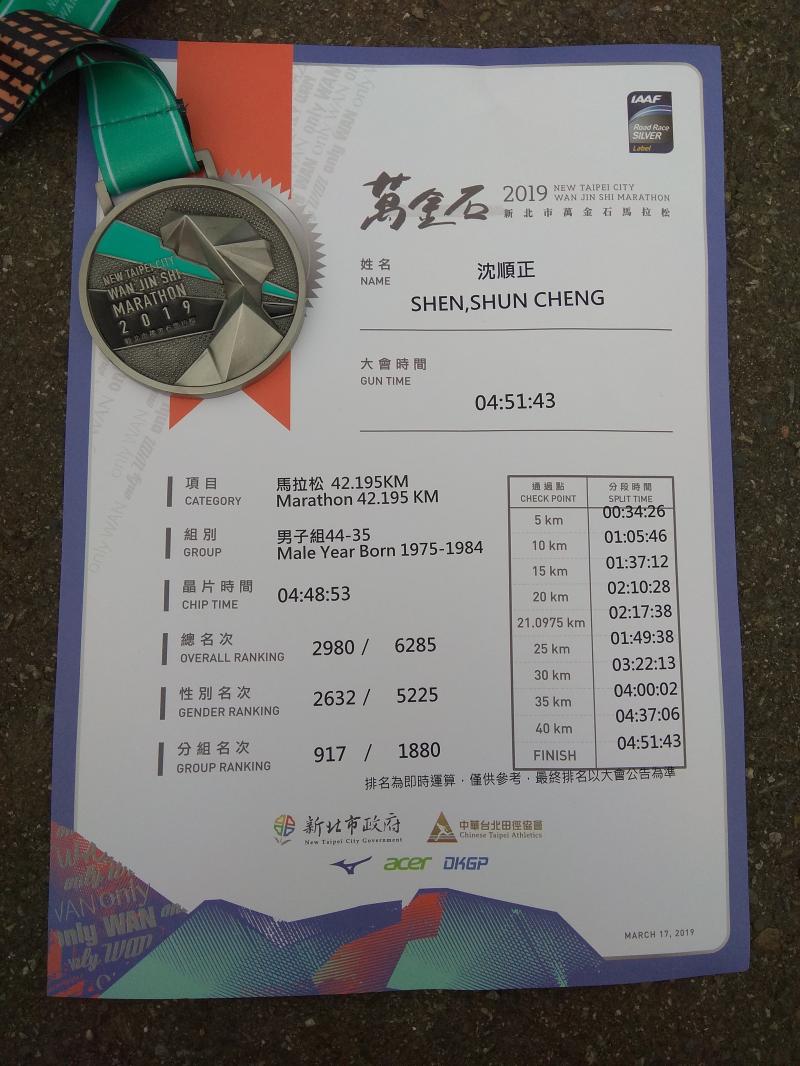 IAAF
Road Race
SILVER
Label
萬金石 2019 NEW TAIPEI CITY
WAN JIN SHI MARATHON
新北市萬金石馬拉松
NEW TAIPEI CITY
WAN JIN SHI
MARATHON
2019
姓名 沈順正
NAME
SHEN,SHUN CHENG
大會時間
GUN TIME
04:51:43
項目 馬拉松 42.195KM
CATEGORY Marathon 42.195 KM
組別 男子組44-35
GROUP Male Year Born 1975-1984
晶片時間
CHIP TIME 04:48:53
總名次
OVERALL RANKING 2980 / 6285
性別名次
GENDER RANKING 2632 / 5225
分組名次
GROUP RANKING 917 / 1880
通過點 分段時間
CHECK POINT SPLIT TIME
5 km 00:34:26
10 km 01:05:46
15 km 01:37:12
20 km 02:10:28
21.0975 km 02:17:38
25 km 01:49:38
30 km 03:22:13
35 km 04:00:02
40 km 04:37:06
FINISH 04:51:43
排名為即時運算，僅供參考，最終排名以大會公告為準
新北市政府
New Taipei City Government
中華台北田徑協會
Chinese Taipei Athletics
acer DKGP
only WAN
MARCH 17, 2019